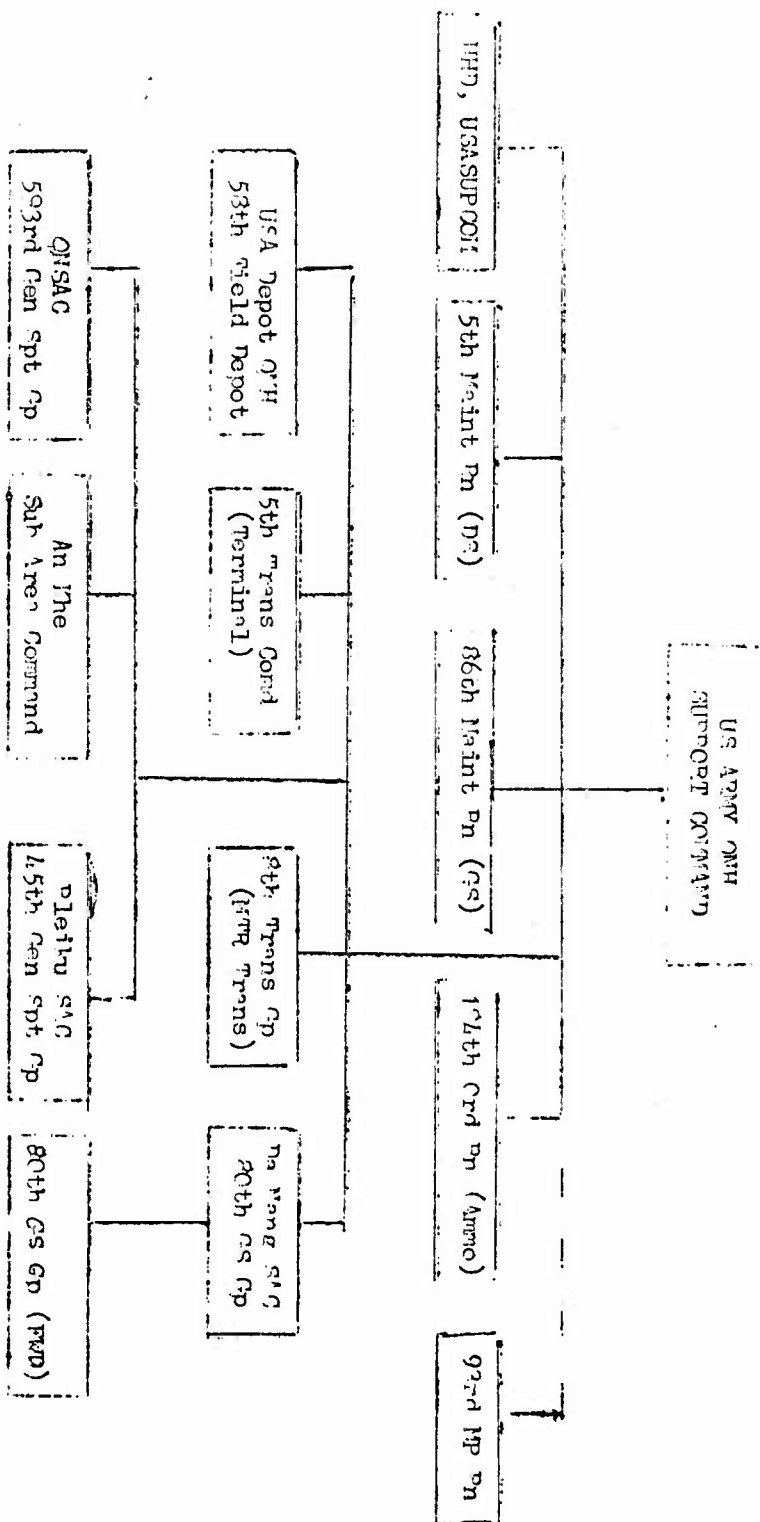 US ARMY QNH
SUPPORT COMMAND
HHD, USASUPCOM
5th Maint Bn (DS)
86th Maint Bn (GS)
184th Ord Bn (Ammo)
93rd MP Bn
USA Depot QNH
58th Field Depot
5th Trans Comd
(Terminal)
8th Trans Gp
(MTR Trans)
Da Nang SAC
80th GS Gp
QNSAC
593rd Gen Spt Gp
An Khe
Sub Area Command
Pleiku SAC
45th Gen Spt Gp
80th GS Gp (FWD)